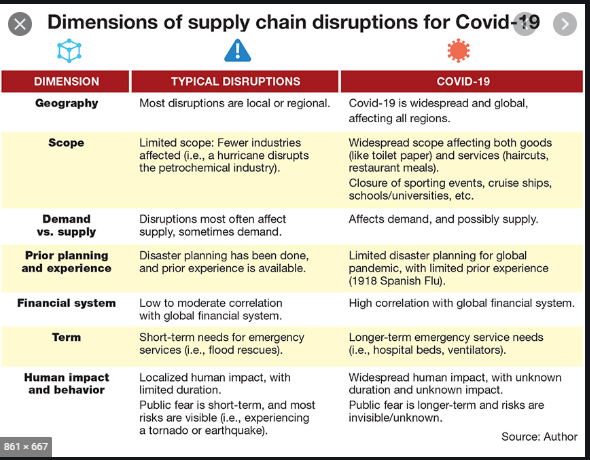 Dimensions of supply chain disruptions for Covid-19
DIMENSION
TYPICAL DISRUPTIONS
COVID-19
Geography
Most disruptions are local or regional.
Covid-19 is widespread and global,
affecting all regions.
Scope
Limited scope: Fewer industries
affected (i.e., a hurricane disrupts
the petrochemical industry).
Widespread scope affecting both goods
(like toilet paper) and services (haircuts,
restaurant meals).
Closure of sporting events, cruise ships,
schools/universities, etc.
Demand
vs. supply
Disruptions most often affect
supply, sometimes demand.
Affects demand, and possibly supply.
Prior planning
and experience
Disaster planning has been done,
and prior experience is available.
Limited disaster planning for global
pandemic, with limited prior experience
(1918 Spanish Flu).
Financial system
Low to moderate correlation
with global financial system.
High correlation with global financial system.
Term
Short-term needs for emergency
services (i.e., flood rescues).
Longer-term emergency service needs
(i.e., hospital beds, ventilators).
Human impact
and behavior
Localized human impact, with
limited duration.
Public fear is short-term, and most
risks are visible (i.e., experiencing
a tornado or earthquake).
Widespread human impact, with unknown
duration and unknown impact.
Public fear is longer-term and risks are
invisible/unknown.
Source: Author
861 × 667